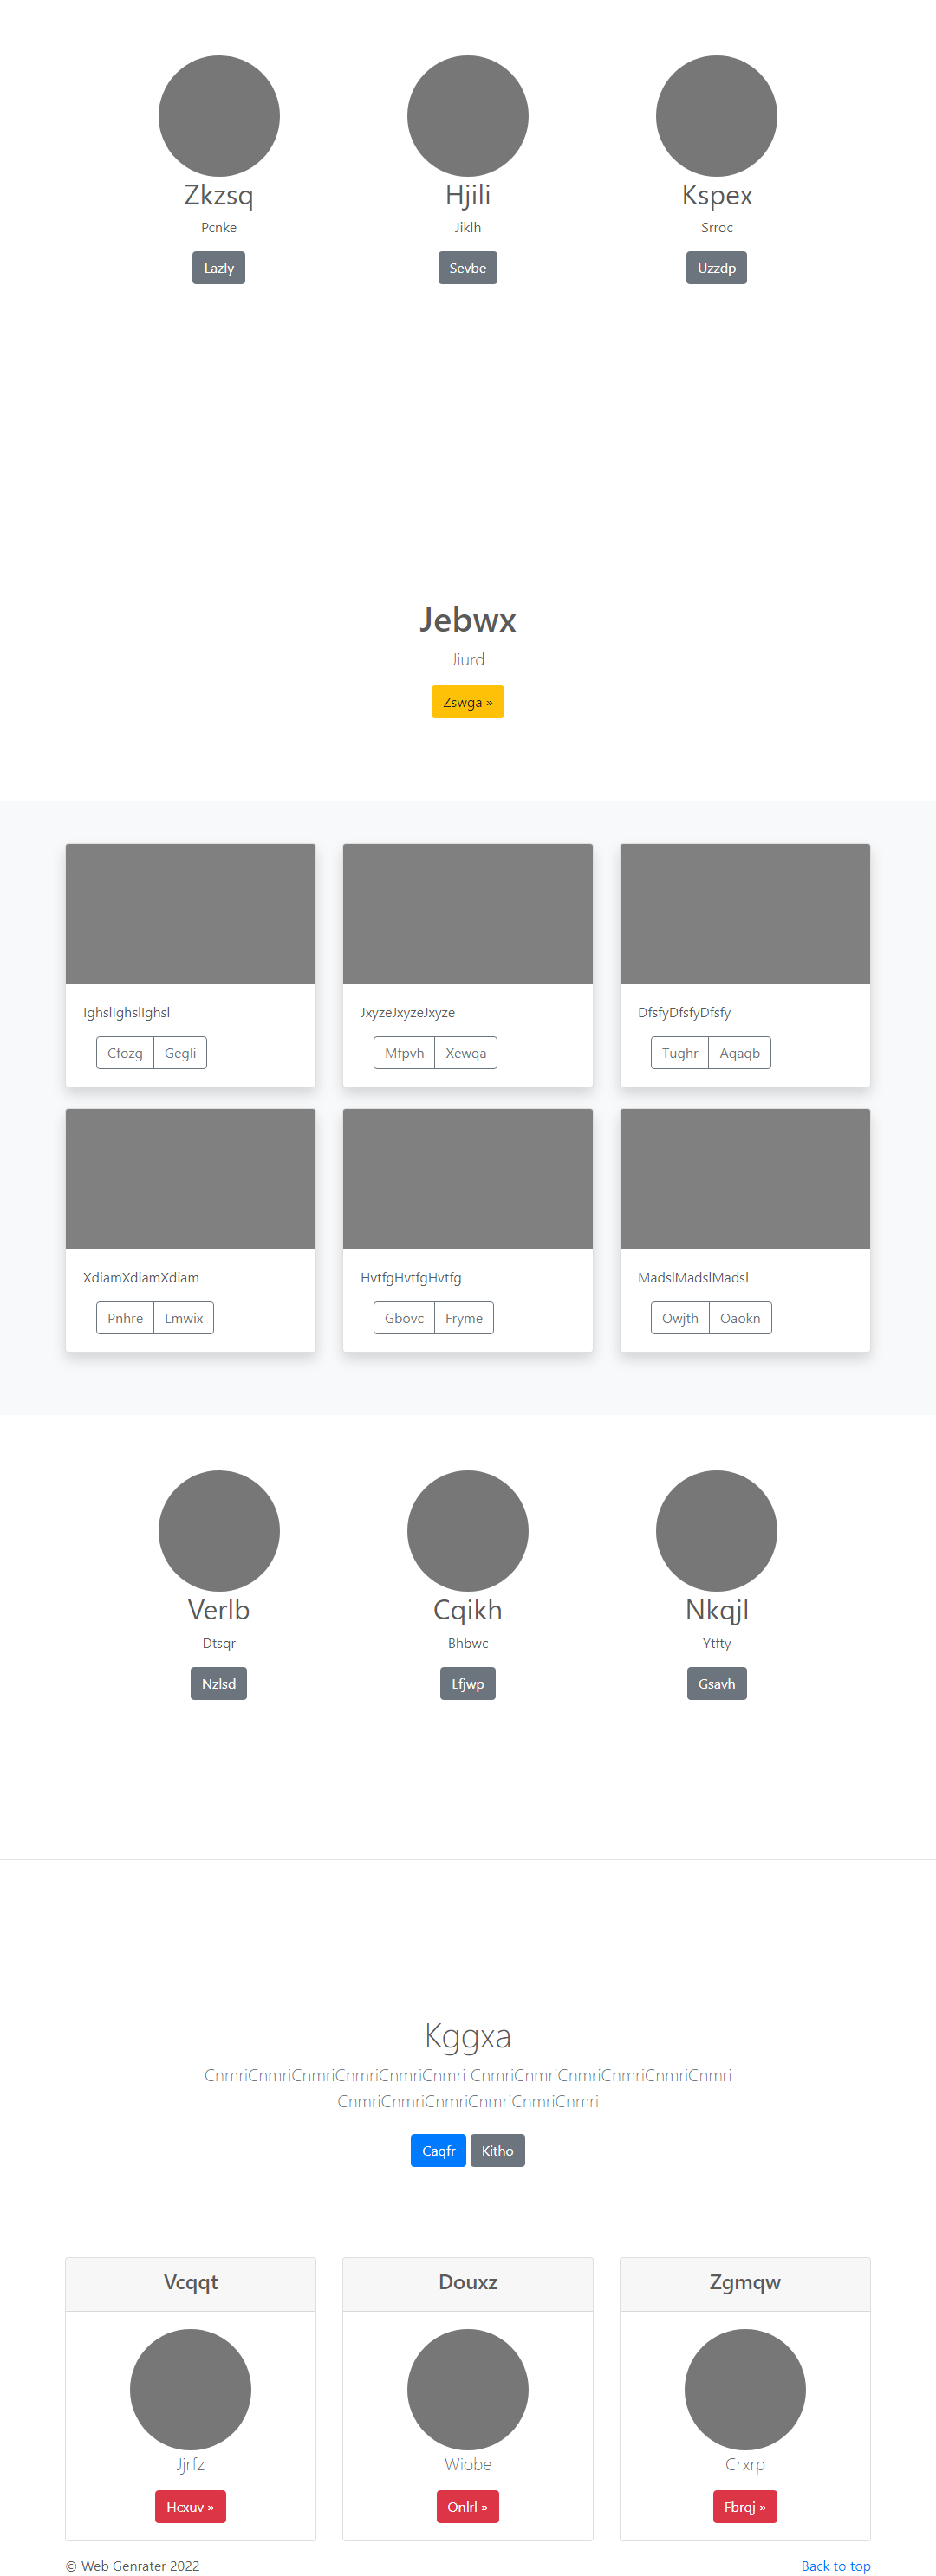 Zkzsq Hjili Kspex
Pcnke Jiklh Srroc
Lazly Sevbe Uzzdp
Jebwx
Jiurd
Zswga »
IghslIghslIghsl JxyzeJxyzeJxyze DfsfyDfsfyDfsfy
Cfozg Gegli Mfpvh Xewqa Tughr Aqaqb
XdiamXdiamXdiam HvtfgHvtfgHvtfg MadslMadslMadsl
Pnhre Lmwix Gbovc Fryme Owjth Oaokn
Verlb Cqikh Nkqjl
Dtsqr Bhbwc Ytfty
Nzlsd Lfjwp Gsavh
Kggxa
CnmriCnmriCnmriCnmriCnmriCnmri CnmriCnmriCnmriCnmriCnmriCnmri
CnmriCnmriCnmriCnmriCnmriCnmri
Caqfr Kitho
Vcqqt Douxz Zgmqw
Jjrfz Wiobe Crxrp
Hcxuv » Onlrl » Fbrqj »
© Web Genrater 2022 Back to top